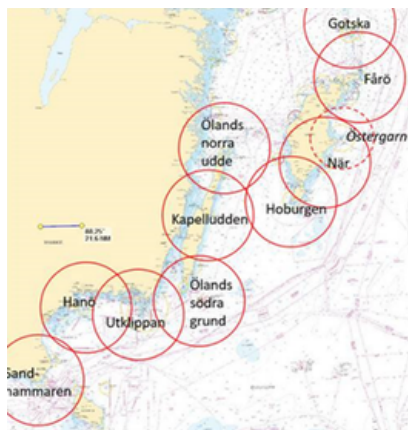 Gotska
Fårö
Östergarn
Ölands
norra
udde
När
Hoburgen
Kapelludden
Ölands
södra
grund
Hanö
Utklippan
Sand-
hammaren